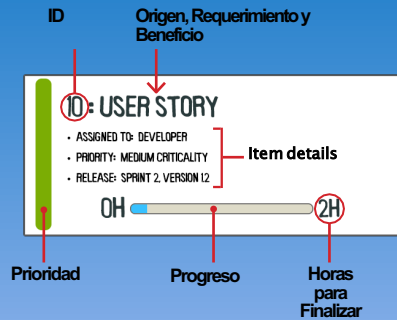 ID
Origen, Requerimiento y
Beneficio
10: USER STORY
• ASSIGNED TO: DEVELOPER
• PRIORITY: MEDIUM CRITICALITY
• RELEASE: SPRINT 2, VERSION 1.2
Item details
0H
2H
Prioridad
Progreso
Horas
para
Finalizar